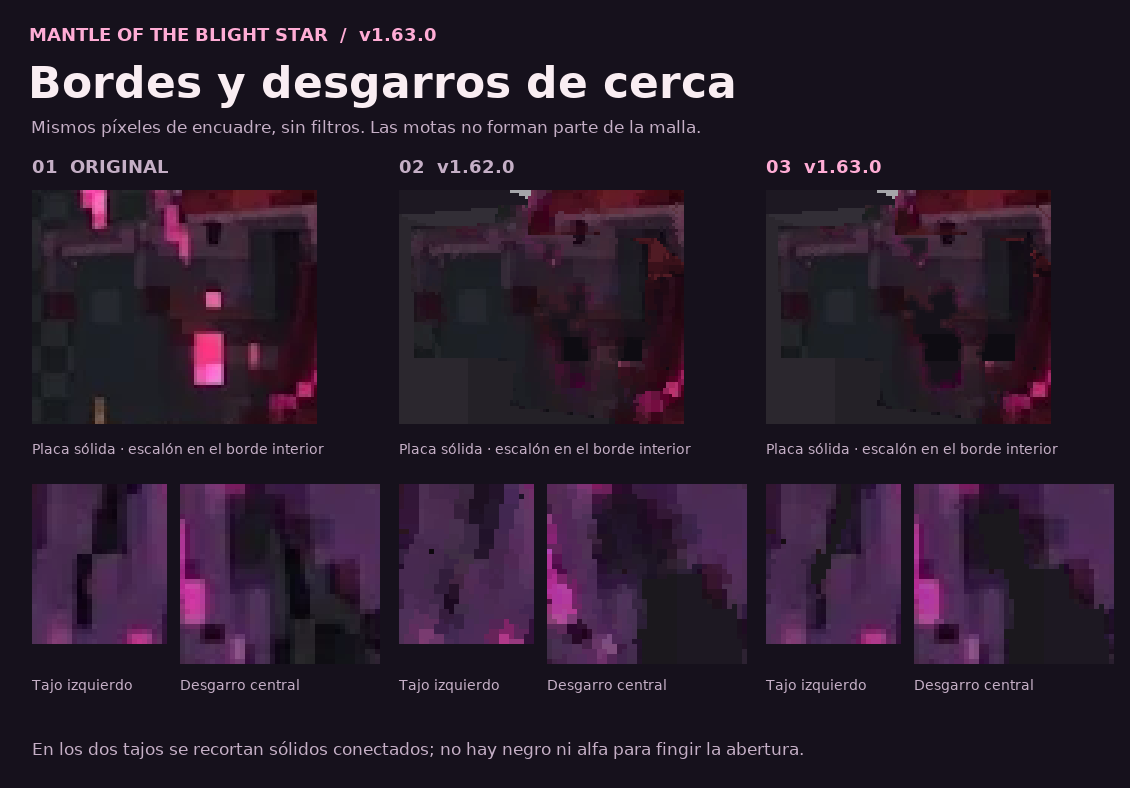 MANTLE OF THE BLIGHT STAR / v1.63.0
Bordes y desgarros de cerca
Mismos píxeles de encuadre, sin filtros. Las motas no forman parte de la malla.
01 ORIGINAL
02 v1.62.0
03 v1.63.0
Placa sólida · escalón en el borde interior
Placa sólida · escalón en el borde interior
Placa sólida · escalón en el borde interior
Tajo izquierdo
Desgarro central
Tajo izquierdo
Desgarro central
Tajo izquierdo
Desgarro central
En los dos tajos se recortan sólidos conectados; no hay negro ni alfa para fingir la abertura.